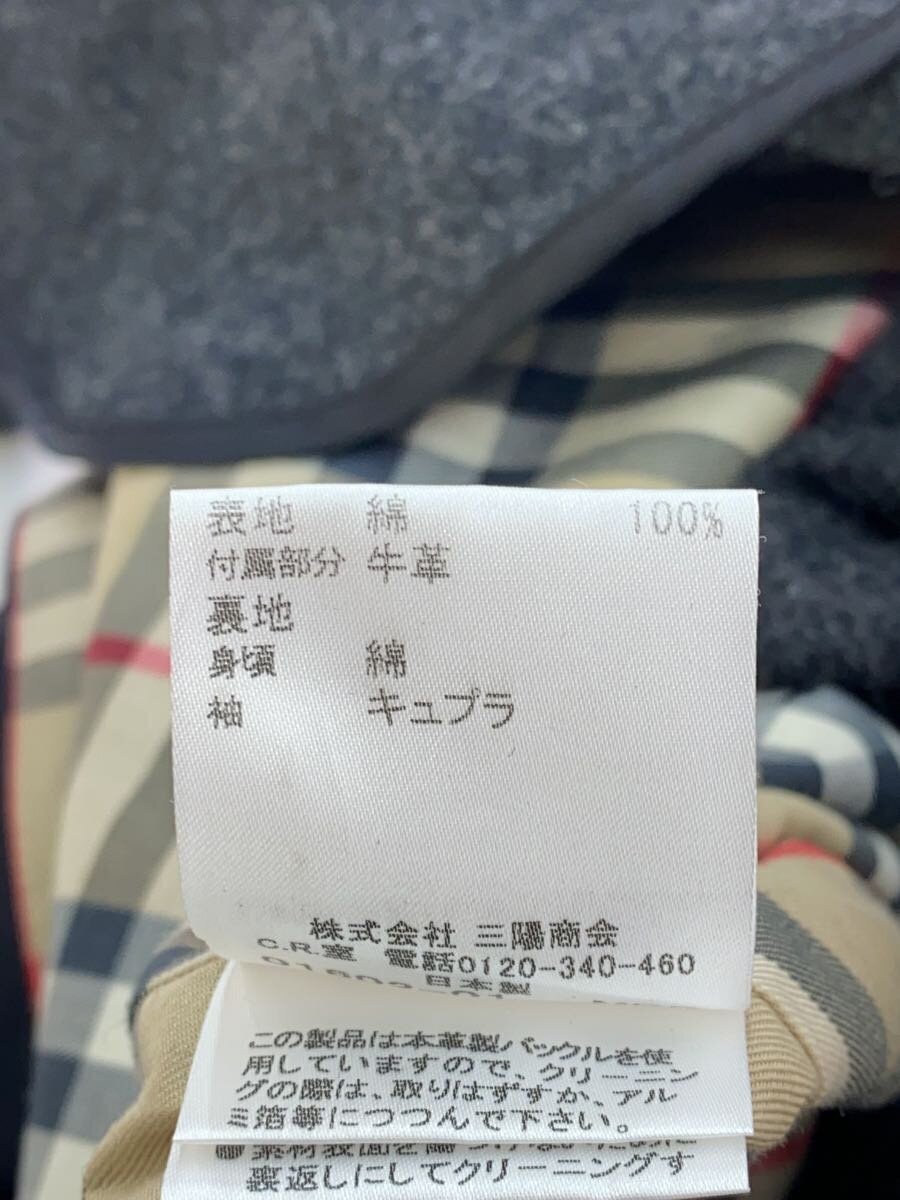 表地 綿 100%
付属部分 牛革
裏地
身頃 綿
袖 キュプラ
株式会社 三陽商会
C.R.室 電話0120-340-460
日本製
この製品は本革製バックルを使
用していますので、クリーニン
グの際は、取りはずすか、アル
ミ箔等につつんで下さい。
裏返しにしてクリーニングす